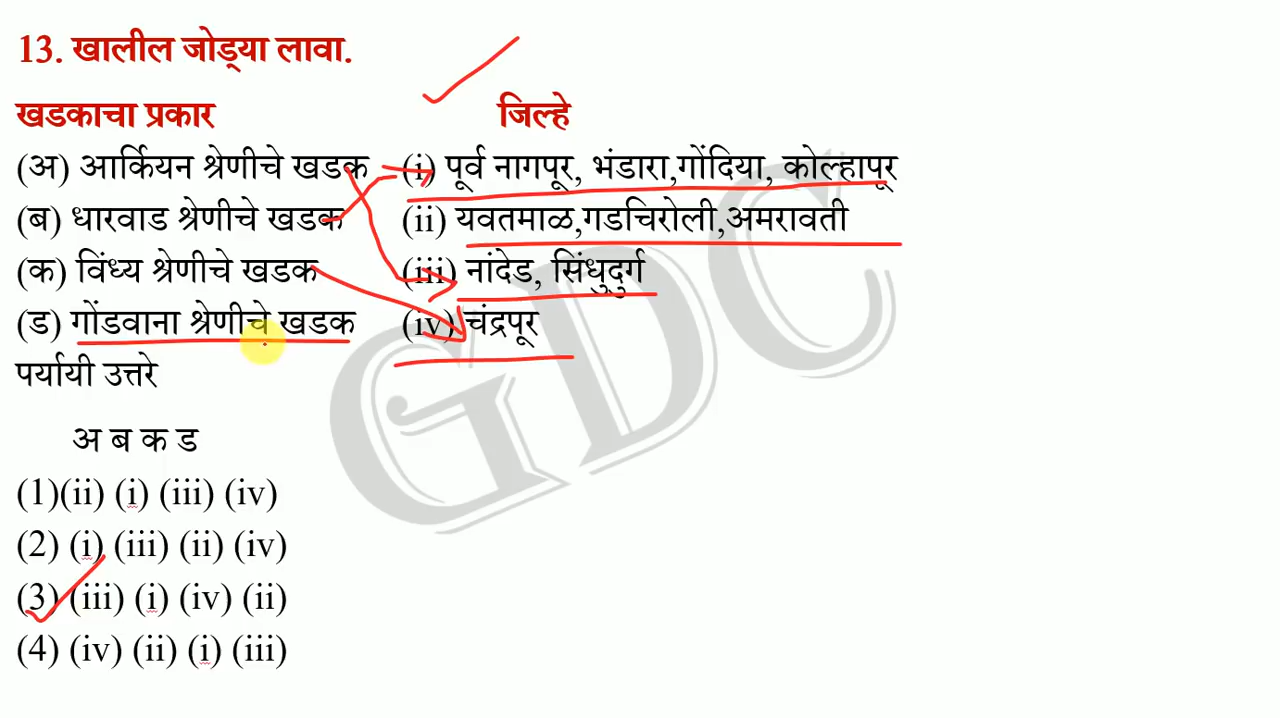 13. खालील जोड्या लावा.
खडकाचा प्रकार जिल्हे
(अ) आर्कियन श्रेणीचे खडक (i) पूर्व नागपूर, भंडारा,गोंदिया, कोल्हापूर
(ब) धारवाड श्रेणीचे खडक (ii) यवतमाळ,गडचिरोली,अमरावती
(क) विंध्य श्रेणीचे खडक (iii) नांदेड, सिंधुदुर्ग
(ड) गोंडवाना श्रेणीचे खडक (iv) चंद्रपूर
पर्यायी उत्तरे
अ ब क ड
(1)(ii) (i) (iii) (iv)
(2) (i) (iii) (ii) (iv)
(3) (iii) (i) (iv) (ii)
(4) (iv) (ii) (i) (iii)
GDC